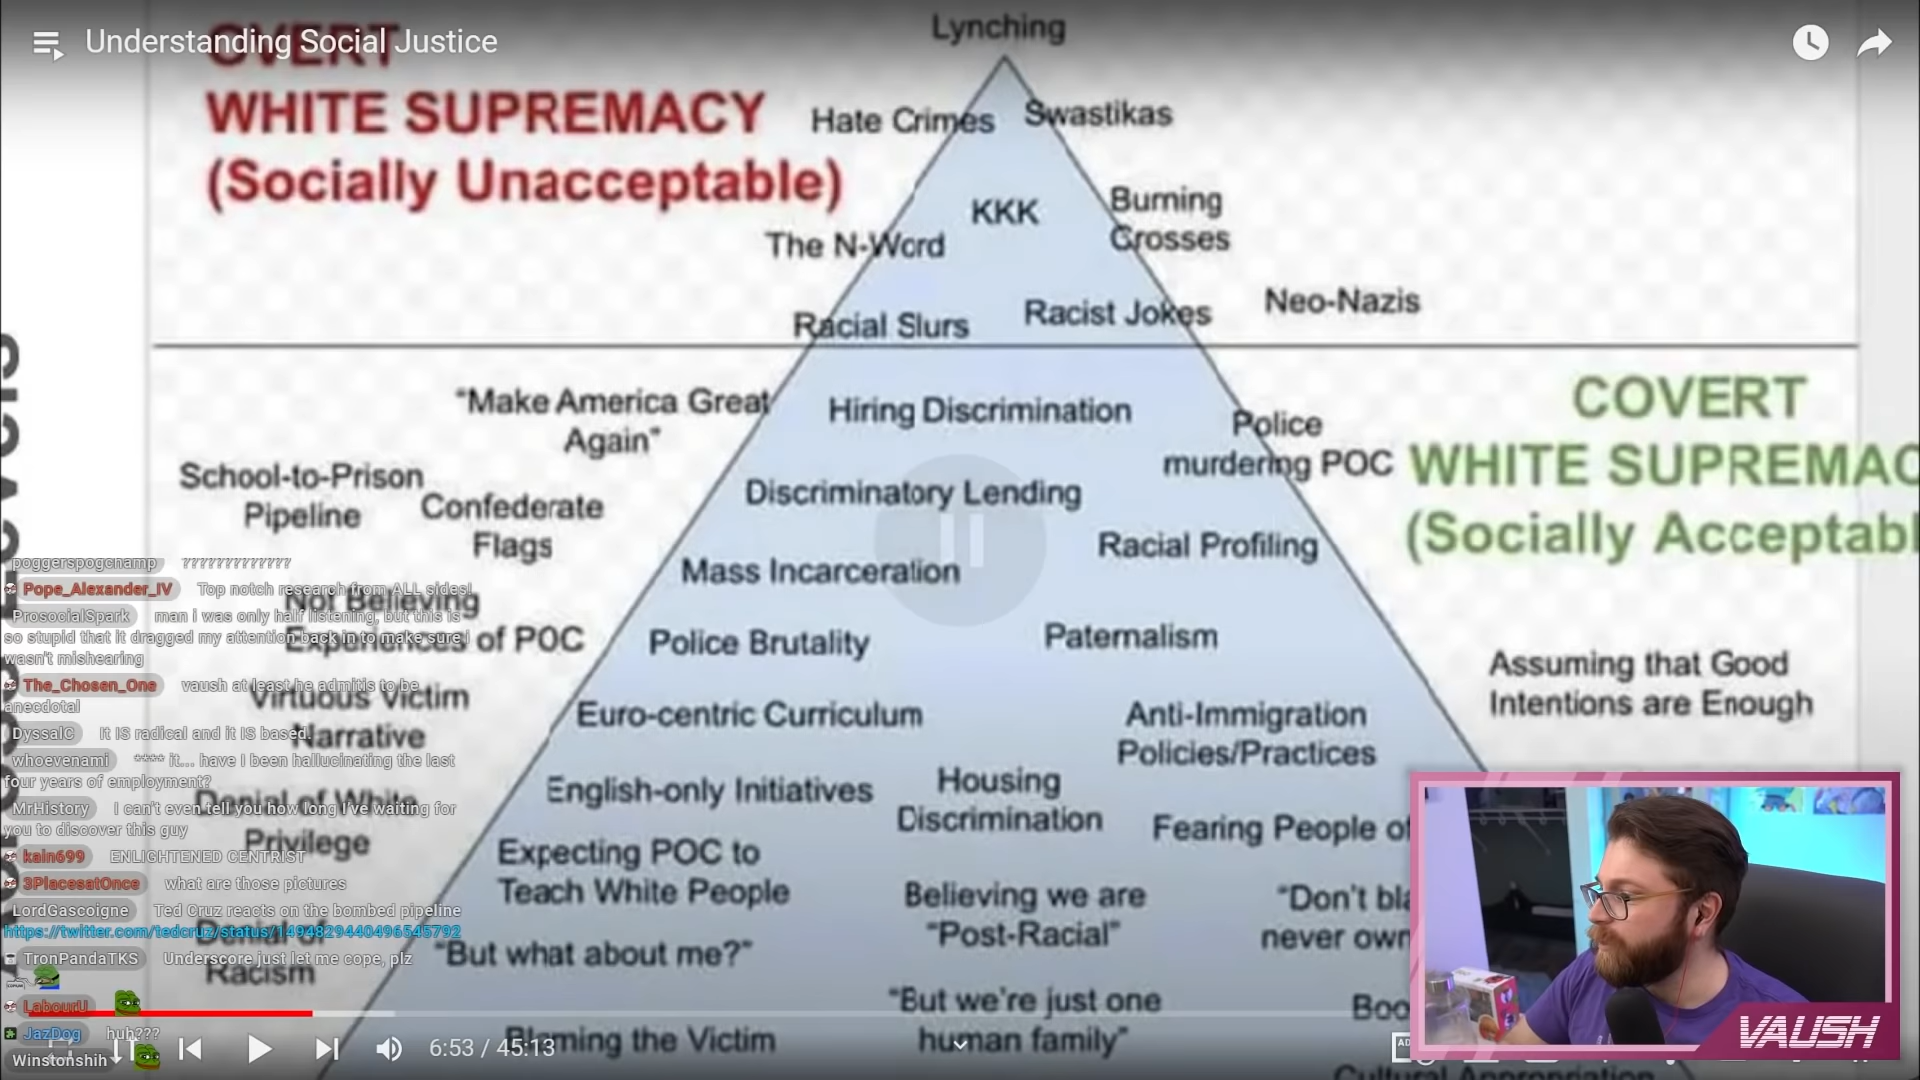 Understanding Social Justice
OVERT
WHITE SUPREMACY
(Socially Unacceptable)
Lynching
Hate Crimes
Swastikas
KKK
Burning
Crosses
The N-Word
Neo-Nazis
Racist Jokes
Racial Slurs
COVERT
WHITE SUPREMAC
(Socially Acceptabl
"Make America Great
Again"
Hiring Discrimination
Police
murdering POC
School-to-Prison
Pipeline
Confederate
Flags
Discriminatory Lending
Racial Profiling
Mass Incarceration
Not Believing
Experiences of POC
Police Brutality
Paternalism
Assuming that Good
Intentions are Enough
Virtuous Victim
Narrative
Euro-centric Curriculum
Anti-Immigration
Policies/Practices
English-only Initiatives
Housing
Discrimination
Fearing People of
Denial of White
Privilege
Expecting POC to
Teach White People
Believing we are
"Post-Racial"
"Don't bla
never own
Denial of
Racism
"But what about me?"
"But we're just one
human family"
Boo
Blaming the Victim
Cultural Appropriation
poggerspogchamp ?????????????
Pope_Alexander_IV Top notch research from ALL sides!
ProsocialSpark man i was only half listening, but this is
so stupid that it dragged my attention back in to make sure i
wasn't mishearing
The_Chosen_One vaush at least he admitis to be
anecdotal
DyssalC It IS radical and it IS based.
whoevenami **** it... have I been hallucinating the last
four years of employment?
MrHistory I can't even tell you how long I've waiting for
you to discover this guy
kain699 ENLIGHTENED CENTRIST
3PlacesatOnce what are those pictures
LordGascoigne Ted Cruz reacts on the bombed pipeline
https://twitter.com/tedcruz/status/1494829440496545792
TronPandaTKS Underscore just let me cope, plz
LabourU
JazDog huh???
Winstonshih
6:53 / 45:13
VAUSH